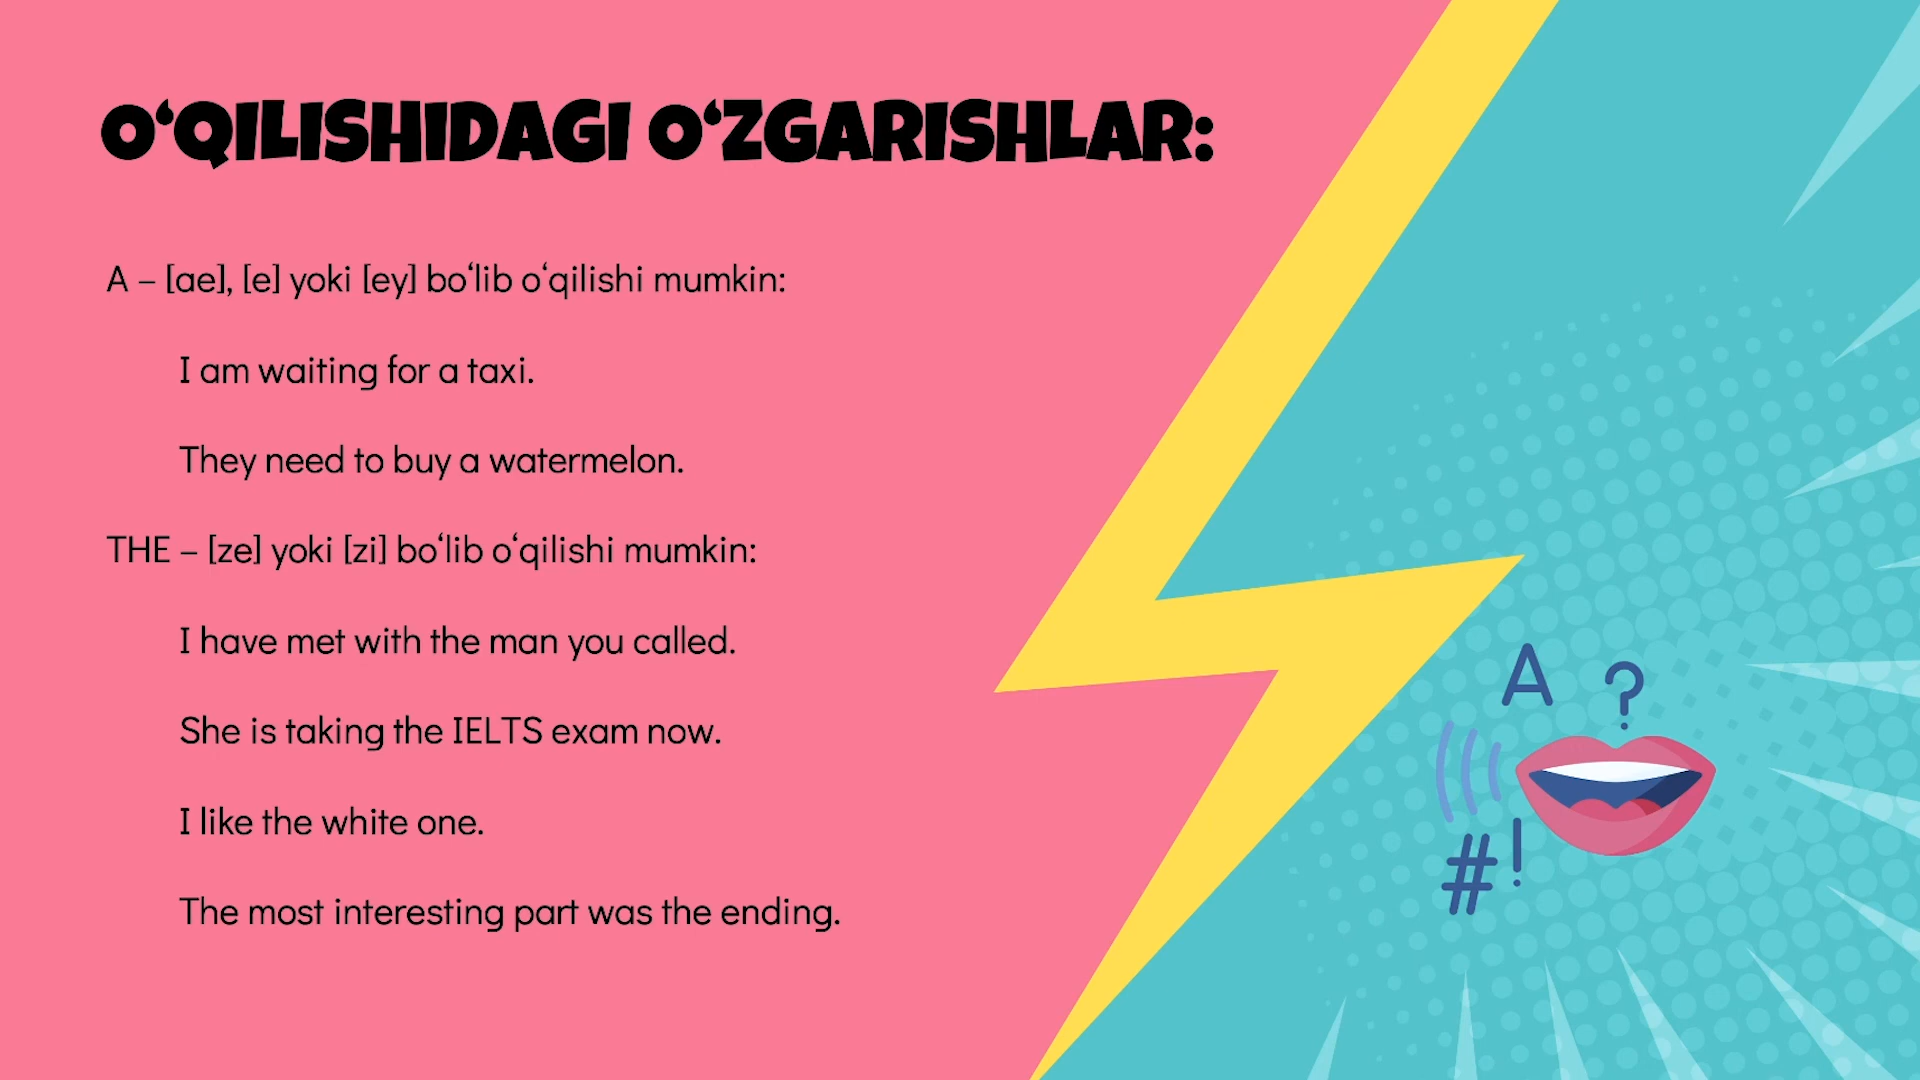 O‘QILISHIDAGI O‘ZGARISHLAR:
A – [ae], [e] yoki [ey] bo‘lib o‘qilishi mumkin:
I am waiting for a taxi.
They need to buy a watermelon.
THE – [ze] yoki [zi] bo‘lib o‘qilishi mumkin:
I have met with the man you called.
She is taking the IELTS exam now.
I like the white one.
The most interesting part was the ending.
A ?
# !